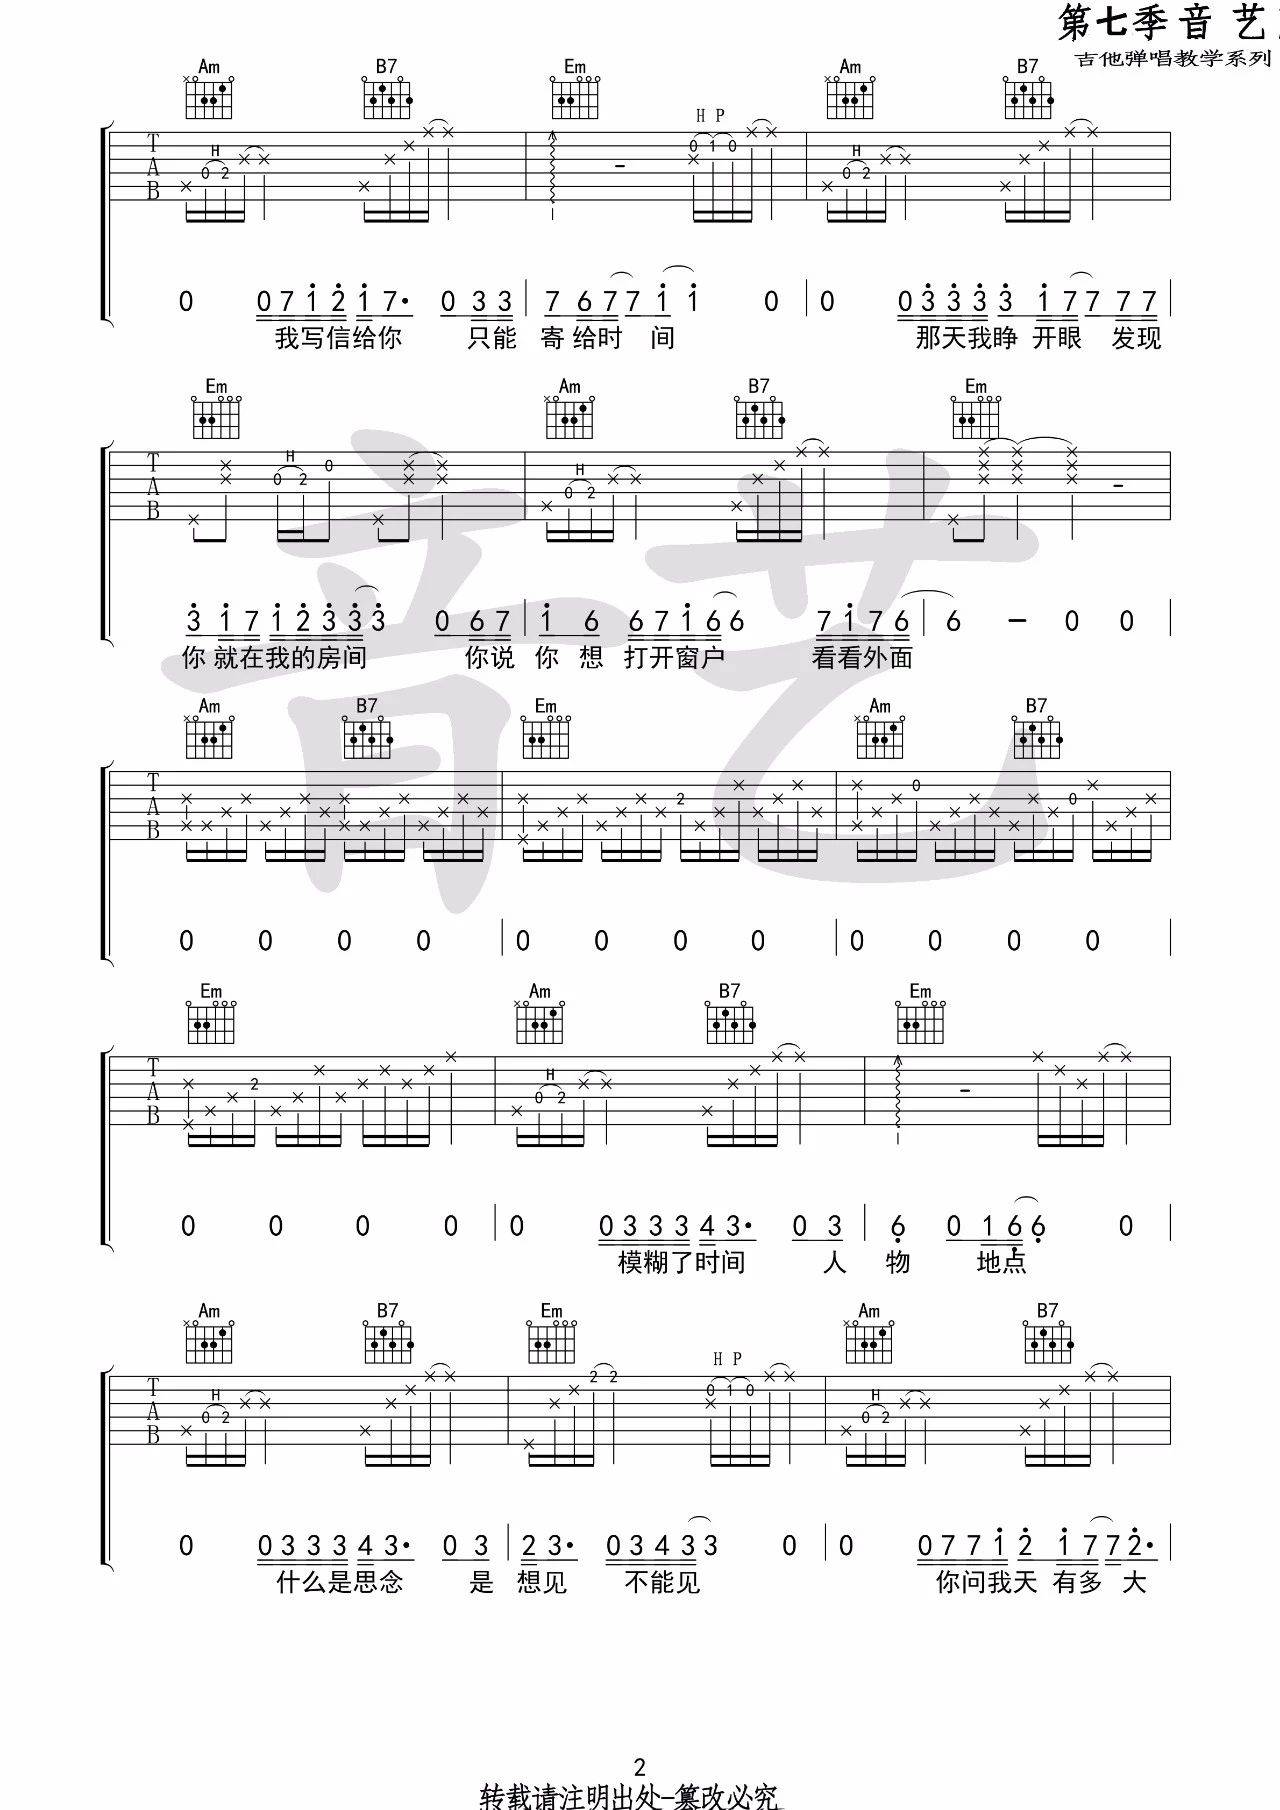 第七季音 艺
吉他弹唱教学系列
Am B7 Em Am B7
H H P H
T A B
0 0 7 1 2 1 7· 0 3 3 7 6 7 7 1 1 0 0 0 3 3 3 3 1 7 7 7 7
我写信给你 只能 寄给时 间 那天我睁 开眼 发现
Em Am B7 Em
H H
T A B
3 1 7 1 2 3 3 3 0 6 7 1 6 6 7 1 6 6 7 1 7 6 6 - 0 0
你 就在我的房间 你说 你 想 打开窗户 看看外面
音艺
Am B7 Em Am B7
T A B
0 0 0 0 0 0 0 0 0 0 0 0
Em Am B7 Em
H
T A B
0 0 0 0 0 0 3 3 3 4 3· 0 3 6 0 1 6 6 0
模糊了时间 人 物 地点
Am B7 Em Am B7
H H P H
T A B
0 0 3 3 3 4 3· 0 3 2 3· 0 3 4 3 3 0 0 0 7 7 1 2 1 7 7 2·
什么是思念 是 想见 不能见 你问我天 有多 大
2
转载请注明出处-篡改必究